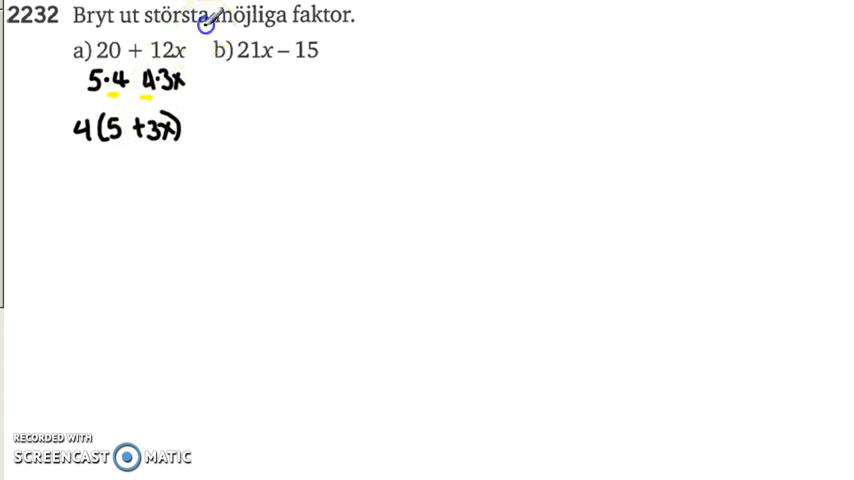 2232 Bryt ut största möjliga faktor.
a) 20 + 12x b) 21x – 15
5·4 4·3x
4(5 +3x)
RECORDED WITH
SCREENCAST MATIC